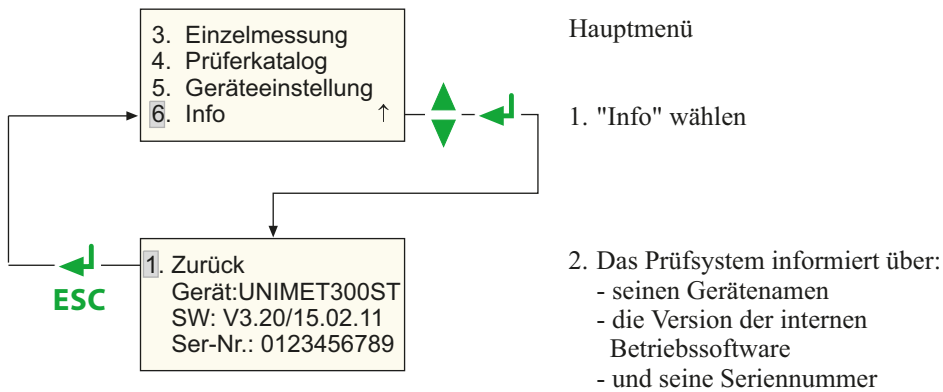 3. Einzelmessung
4. Prüferkatalog
5. Geräteeinstellung
6. Info ↑
Hauptmenü
1. "Info" wählen
1. Zurück
Gerät:UNIMET300ST
SW: V3.20/15.02.11
Ser-Nr.: 0123456789
ESC
2. Das Prüfsystem informiert über:
- seinen Gerätenamen
- die Version der internen
Betriebssoftware
- und seine Seriennummer